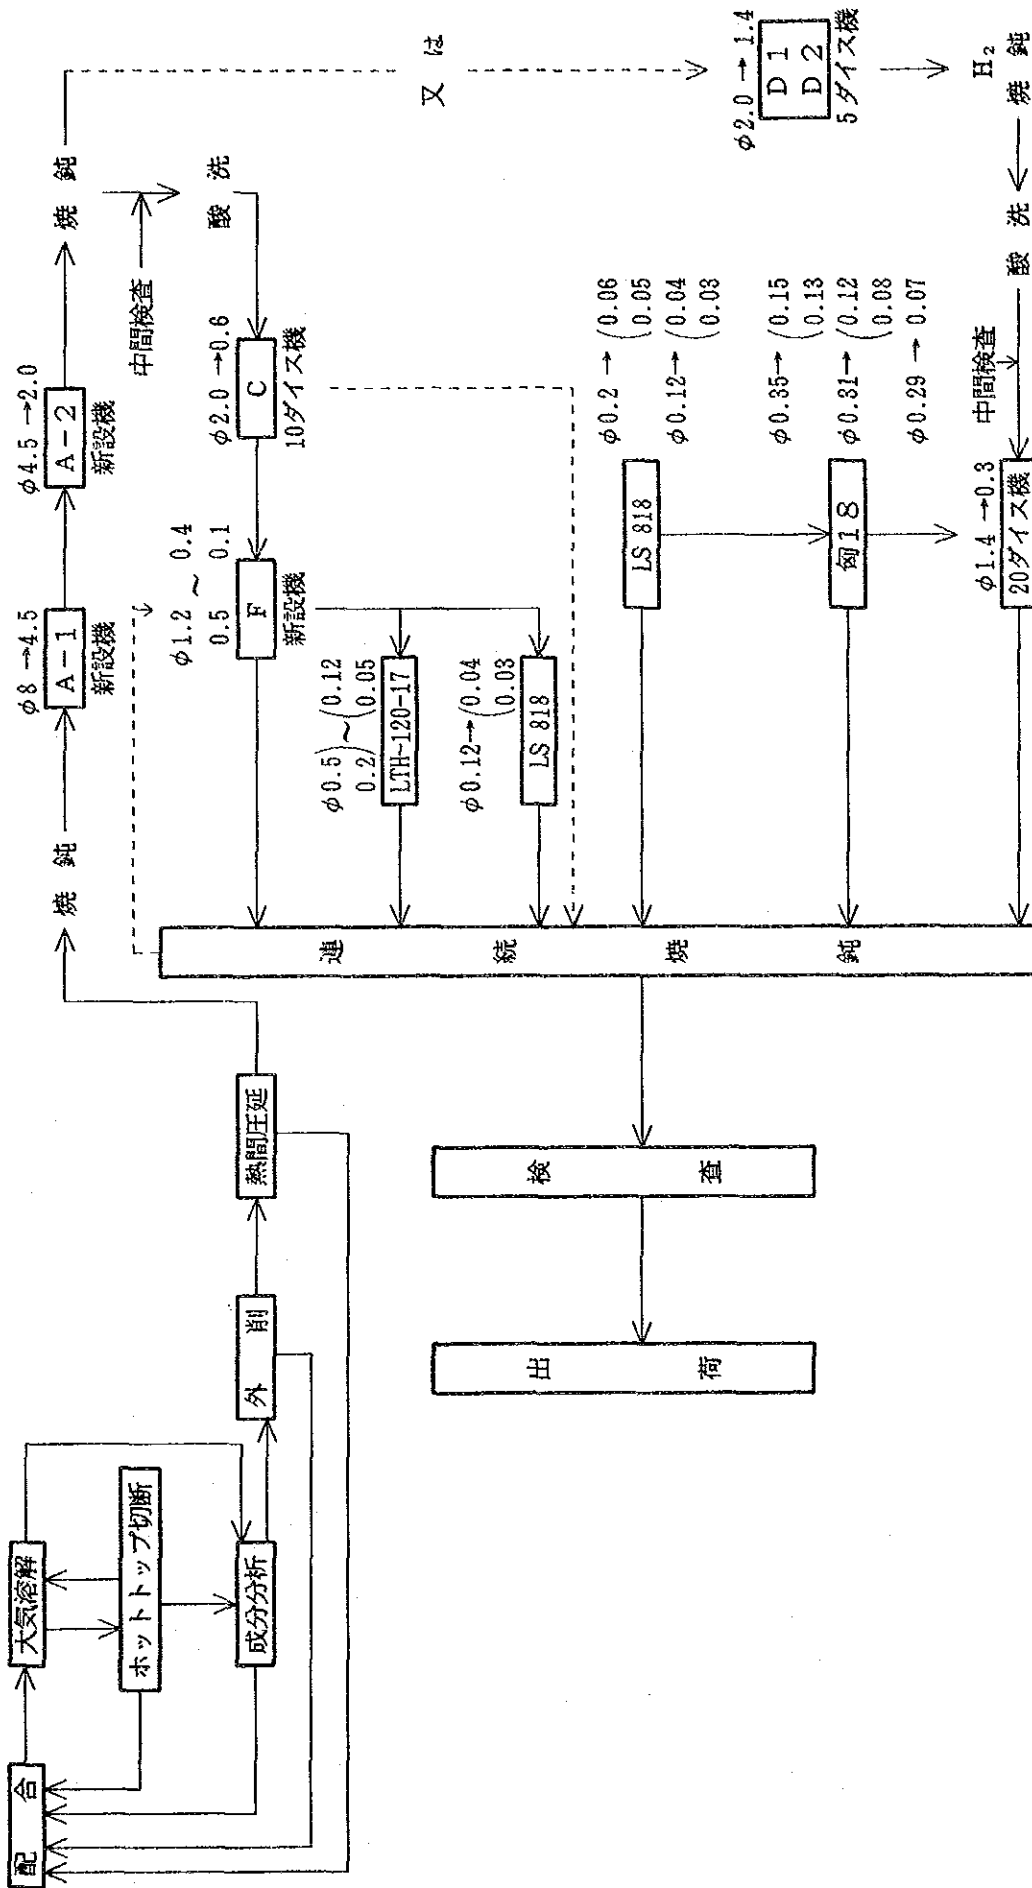 配合
大気溶解
ホットトップ切断
成分分析
外削
熱間圧延
焼鈍
φ8→4.5
A-1
新設機
φ4.5→2.0
A-2
新設機
焼鈍
中間検査
酸洗
又は
φ2.0→1.4
D1
D2
5ダイス機
H₂
焼鈍
酸洗
中間検査
φ1.4→0.3
20ダイス機
φ2.0→0.6
C
10ダイス機
φ1.2 ~ 0.4
0.5 0.1
F
新設機
φ0.5)~(0.12
0.2) (0.05
LTH-120-17
φ0.12→(0.04
(0.03
LS 818
φ0.2→(0.06
(0.05
φ0.12→(0.04
(0.03
LS 818
φ0.35→(0.15
(0.13
φ0.31→(0.12
(0.08
φ0.29→0.07
18
連続焼鈍
検査
出荷